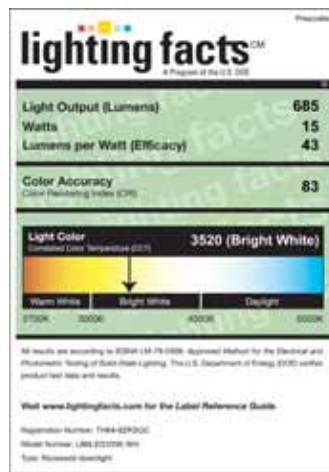 lighting facts CM
A Program of the U.S. DOE
Light Output (Lumens) 685
Watts 15
Lumens per Watt (Efficacy) 43
Color Accuracy 83
Color Rendering Index (CRI)
Light Color 3520 (Bright White)
Correlated Color Temperature (CCT)
Warm White Bright White Daylight
2700K 3000K 4500K 6500K
All results are according to IESNA LM-79-2008: Approved Method for the Electrical and
Photometric Testing of Solid-State Lighting. The U.S. Department of Energy (DOE) verifies
product test data and results.
Visit www.lightingfacts.com for the Label Reference Guide.
Registration Number:
Model Number:
Type: Recessed downlight